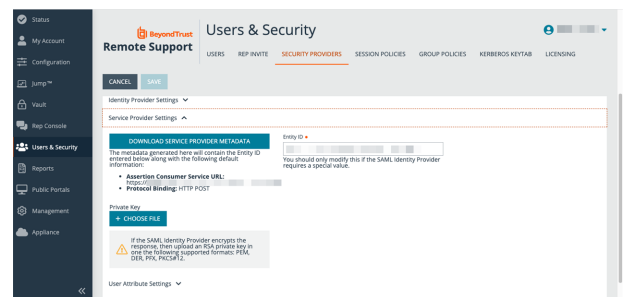 Status
My Account
Configuration
Jump™
Vault
Rep Console
Users & Security
Reports
Public Portals
Management
Appliance
«
BeyondTrust
Remote Support
Users & Security
USERS REP INVITE SECURITY PROVIDERS SESSION POLICIES GROUP POLICIES KERBEROS KEYTAB LICENSING
CANCEL SAVE
Identity Provider Settings
Service Provider Settings
DOWNLOAD SERVICE PROVIDER METADATA
The metadata generated here will contain the Entity ID
entered below along with the following default
information:
• Assertion Consumer Service URL:
https://
• Protocol Binding: HTTP POST
Entity ID
You should only modify this if the SAML Identity Provider
requires a special value.
Private Key
+ CHOOSE FILE
If the SAML Identity Provider encrypts the
response, then upload an RSA private key in
one the following supported formats: PEM,
DER, PFX, PKCS#12.
User Attribute Settings